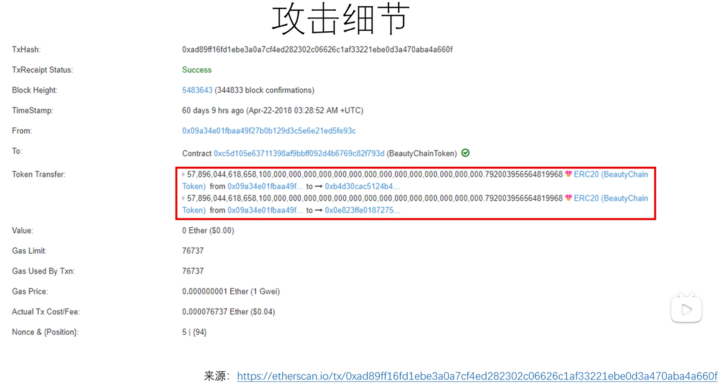 攻击细节
TxHash: 0xad89ff16fd1ebe3a0a7cf4ed282302c06626c1af33221ebe0d3a470aba4a660f
TxReceipt Status: Success
Block Height: 5483643 (344833 block confirmations)
TimeStamp: 60 days 9 hrs ago (Apr-22-2018 03:28:52 AM +UTC)
From: 0x09a34e01fbaa49f27b0b129d3c5e6e21ed5fe93c
To: Contract 0xc5d105e63711398af9bbff092d4b6769c82f793d (BeautyChainToken)
Token Transfer: 57,896,044,618,658,100,000,000,000,000,000,000,000,000,000,000,000,000,000,000.792003956564819968 ERC20 (BeautyChain
Token) from 0x09a34e01fbaa49f... to 0xb4d30cac5124b4...
57,896,044,618,658,100,000,000,000,000,000,000,000,000,000,000,000,000,000,000.792003956564819968 ERC20 (BeautyChain
Token) from 0x09a34e01fbaa49f... to 0x0e823ffe0187275...
Value: 0 Ether ($0.00)
Gas Limit: 76737
Gas Used By Txn: 76737
Gas Price: 0.000000001 Ether (1 Gwei)
Actual Tx Cost/Fee: 0.000076737 Ether ($0.04)
Nonce & {Position}: 5 | {94}
来源： https://etherscan.io/tx/0xad89ff16fd1ebe3a0a7cf4ed282302c06626c1af33221ebe0d3a470aba4a660f